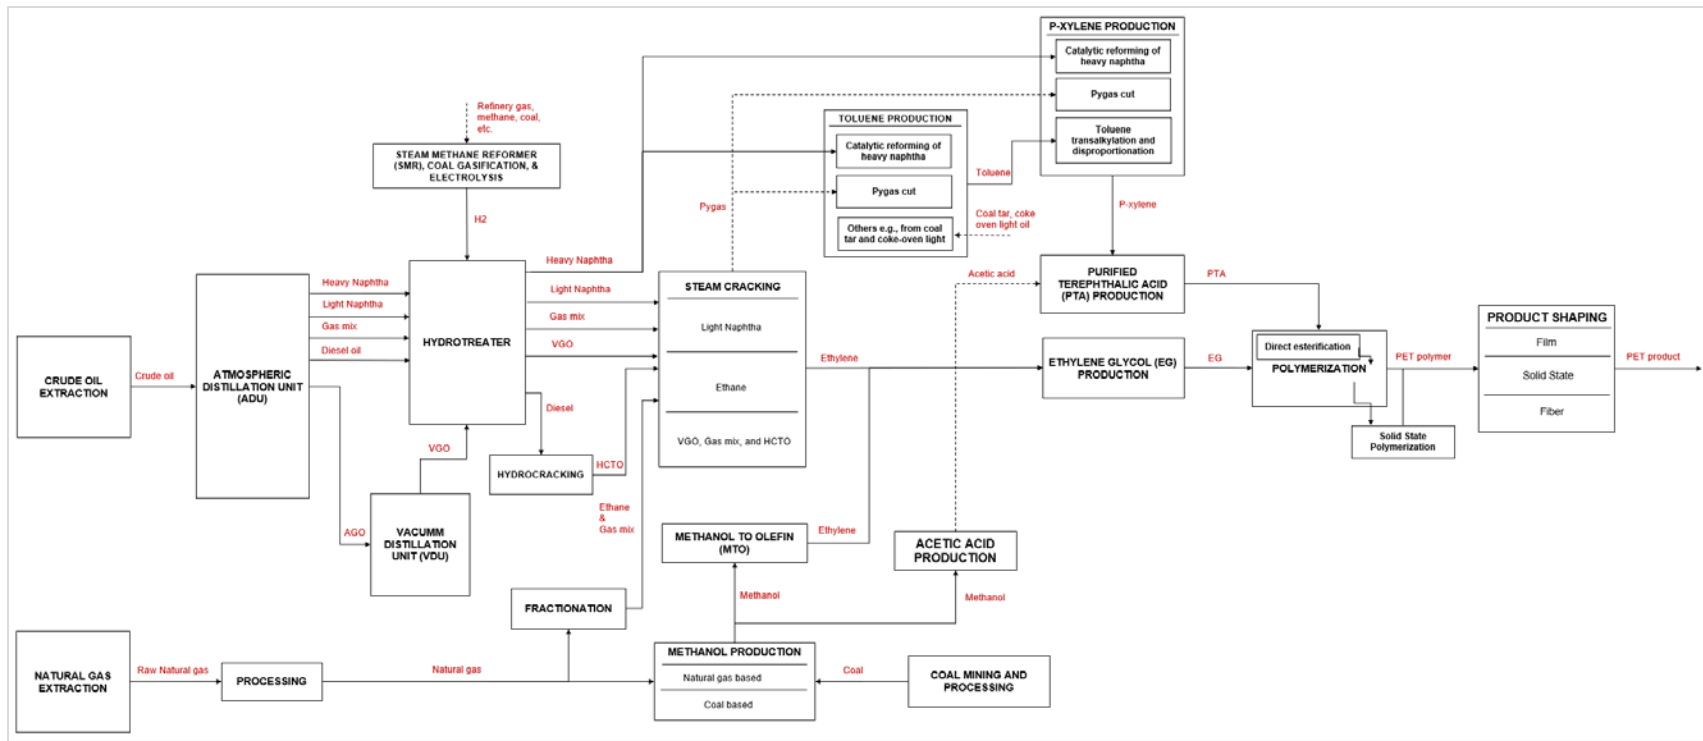 P-XYLENE PRODUCTION
Catalytic reforming of
heavy naphtha
Pygas cut
Toluene
transalkylation and
disproportionation
Refinery gas,
methane, coal,
etc.
STEAM METHANE REFORMER
(SMR), COAL GASIFICATION, &
ELECTROLYSIS
H2
TOLUENE PRODUCTION
Catalytic reforming of
heavy naphtha
Pygas cut
Others e.g., from coal
tar and coke-oven light
Toluene
Pygas
Coal tar, coke
oven light oil
P-xylene
Heavy Naphtha
Light Naphtha
Gas mix
Diesel oil
HYDROTREATER
Heavy Naphtha
Light Naphtha
Gas mix
VGO
Diesel
STEAM CRACKING
Light Naphtha
Ethane
VGO, Gas mix, and HCTO
Acetic acid
PURIFIED
TEREPHTHALIC ACID
(PTA) PRODUCTION
PTA
CRUDE OIL
EXTRACTION
Crude oil
ATMOSPHERIC
DISTILLATION UNIT
(ADU)
Ethylene
ETHYLENE GLYCOL (EG)
PRODUCTION
EG
Direct esterification
POLYMERIZATION
PET polymer
Solid State
Polymerization
PRODUCT SHAPING
Film
Solid State
Fiber
PET product
VGO
HYDROCRACKING
HCTO
Ethane
&
Gas mix
AGO
VACUMM
DISTILLATION
UNIT (VDU)
METHANOL TO OLEFIN
(MTO)
Ethylene
ACETIC ACID
PRODUCTION
Methanol
Methanol
FRACTIONATION
NATURAL GAS
EXTRACTION
Raw Natural gas
PROCESSING
Natural gas
METHANOL PRODUCTION
Natural gas based
Coal based
Coal
COAL MINING AND
PROCESSING